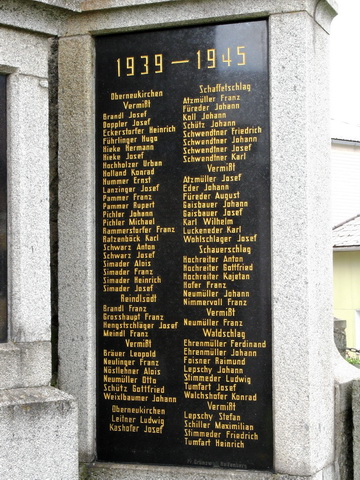 1939 – 1945
Oberneukirchen
Vermißt
Brandl Josef
Doppler Josef
Eckerstorfer Heinrich
Führlinger Hugo
Hieke Hermann
Hieke Josef
Hochholzer Urban
Holland Konrad
Hummer Ernst
Lanzinger Josef
Pammer Franz
Pammer Rupert
Pichler Johann
Pichler Michael
Rammerstorfer Franz
Ratzenböck Karl
Schwarz Anton
Schwarz Josef
Simader Alois
Simader Franz
Simader Heinrich
Simader Josef
Reindlsödt
Brandl Franz
Grosshaupt Franz
Hengstschläger Josef
Meindl Franz
Vermißt
Bräuer Leopold
Neulinger Franz
Nöstlehner Alois
Neumüller Otto
Schütz Gottfried
Weixlbaumer Johann
Oberneukirchen
Leitner Ludwig
Kashofer Josef
Schaffetschlag
Atzmüller Franz
Füreder Johann
Koll Johann
Schütz Johann
Schwendtner Friedrich
Schwendtner Johann
Schwendtner Josef
Schwendtner Karl
Vermißt
Atzmüller Josef
Eder Johann
Füreder August
Geisbauer Johann
Gaisbauer Josef
Karl Wilhelm
Luckeneder Karl
Wohlschlager Josef
Schauerschlag
Hochreiter Anton
Hochreiter Gottfried
Hochreiter Kajetan
Hofer Franz
Neumüller Johann
Nimmervoll Franz
Vermißt
Neumüller Franz
Waldschlag
Ehrenmüller Ferdinand
Ehrenmüller Johann
Foisner Raimund
Lepschy Johann
Stimmeder Ludwig
Tumfart Josef
Walchshofer Konrad
Vermißt
Lepschy Stefan
Schiller Maximilian
Stimmeder Friedrich
Tumfart Heinrich